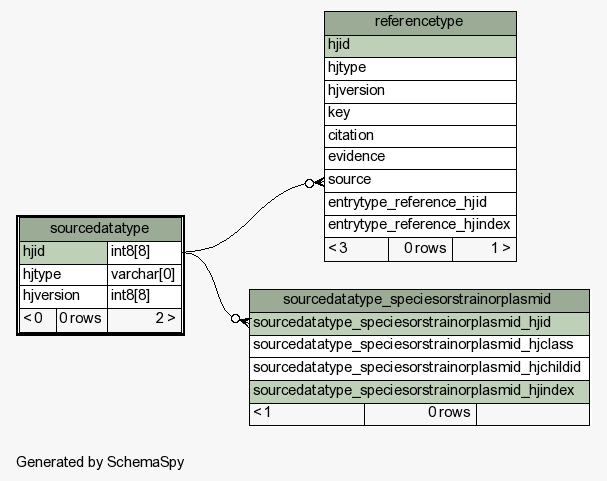 referencetype
hjid
hjtype
hjversion
key
citation
evidence
source
entrytype_reference_hjid
entrytype_reference_hjindex
< 3 0 rows 1 >
sourcedatatype
hjid int8[8]
hjtype varchar[0]
hjversion int8[8]
< 0 0 rows 2 >
sourcedatatype_speciesorstrainorplasmid
sourcedatatype_speciesorstrainorplasmid_hjid
sourcedatatype_speciesorstrainorplasmid_hjclass
sourcedatatype_speciesorstrainorplasmid_hjchildid
sourcedatatype_speciesorstrainorplasmid_hjindex
< 1 0 rows
Generated by SchemaSpy